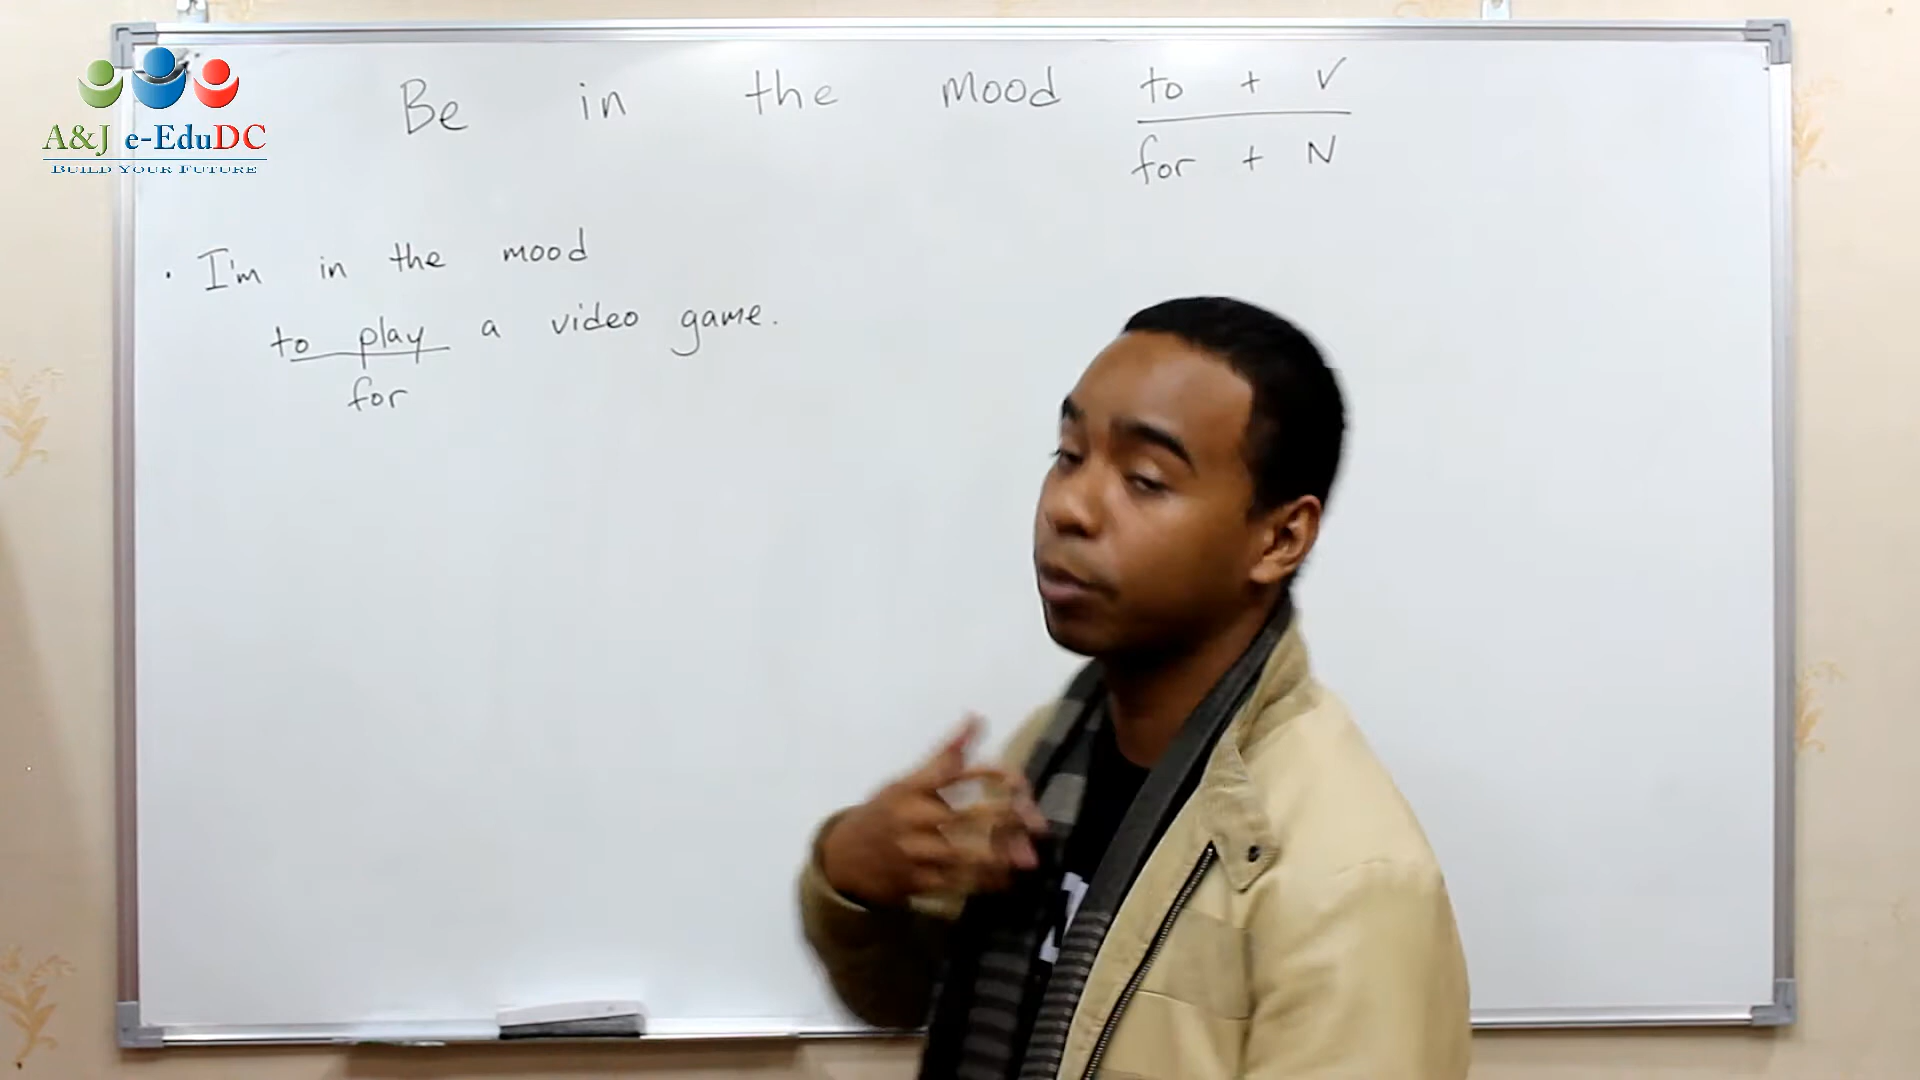 A&J e-EduDC
BUILD YOUR FUTURE
Be in the mood to + V
for + N
· I'm in the mood
to play a video game.
for